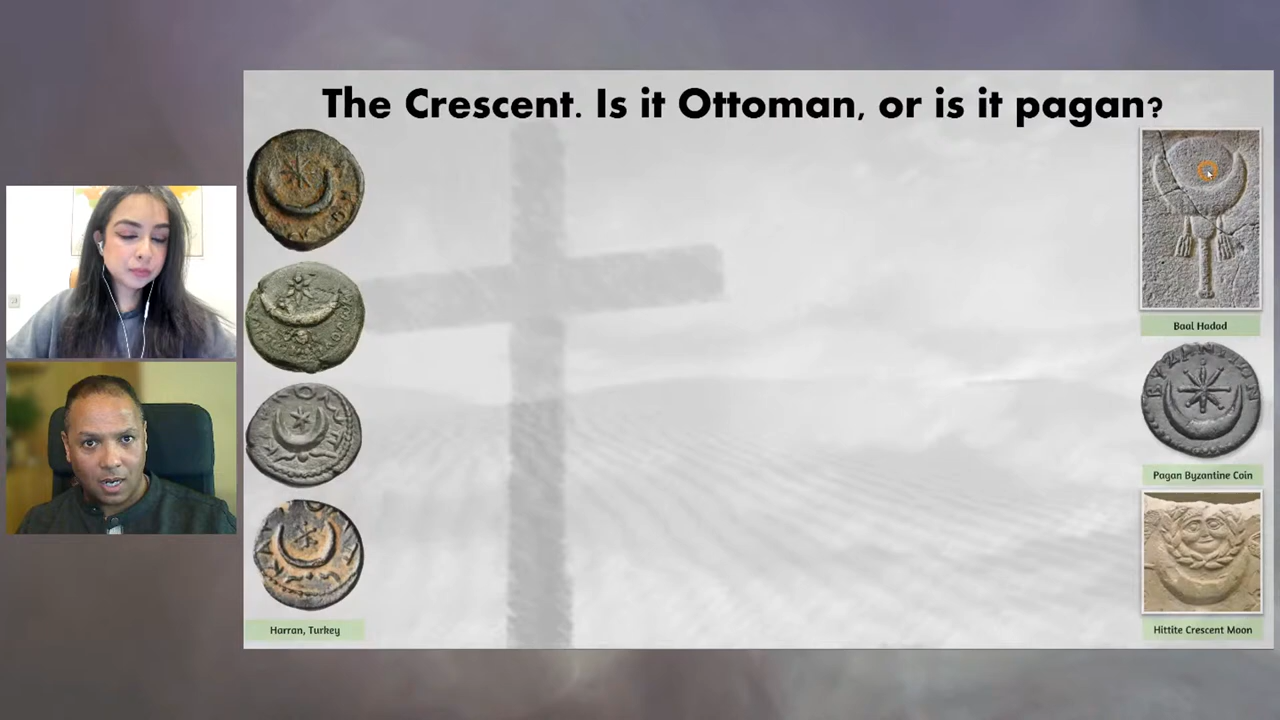 The Crescent. Is it Ottoman, or is it pagan?
Baal Hadad
BYZANTION
Pagan Byzantine Coin
Harran, Turkey
Hittite Crescent Moon